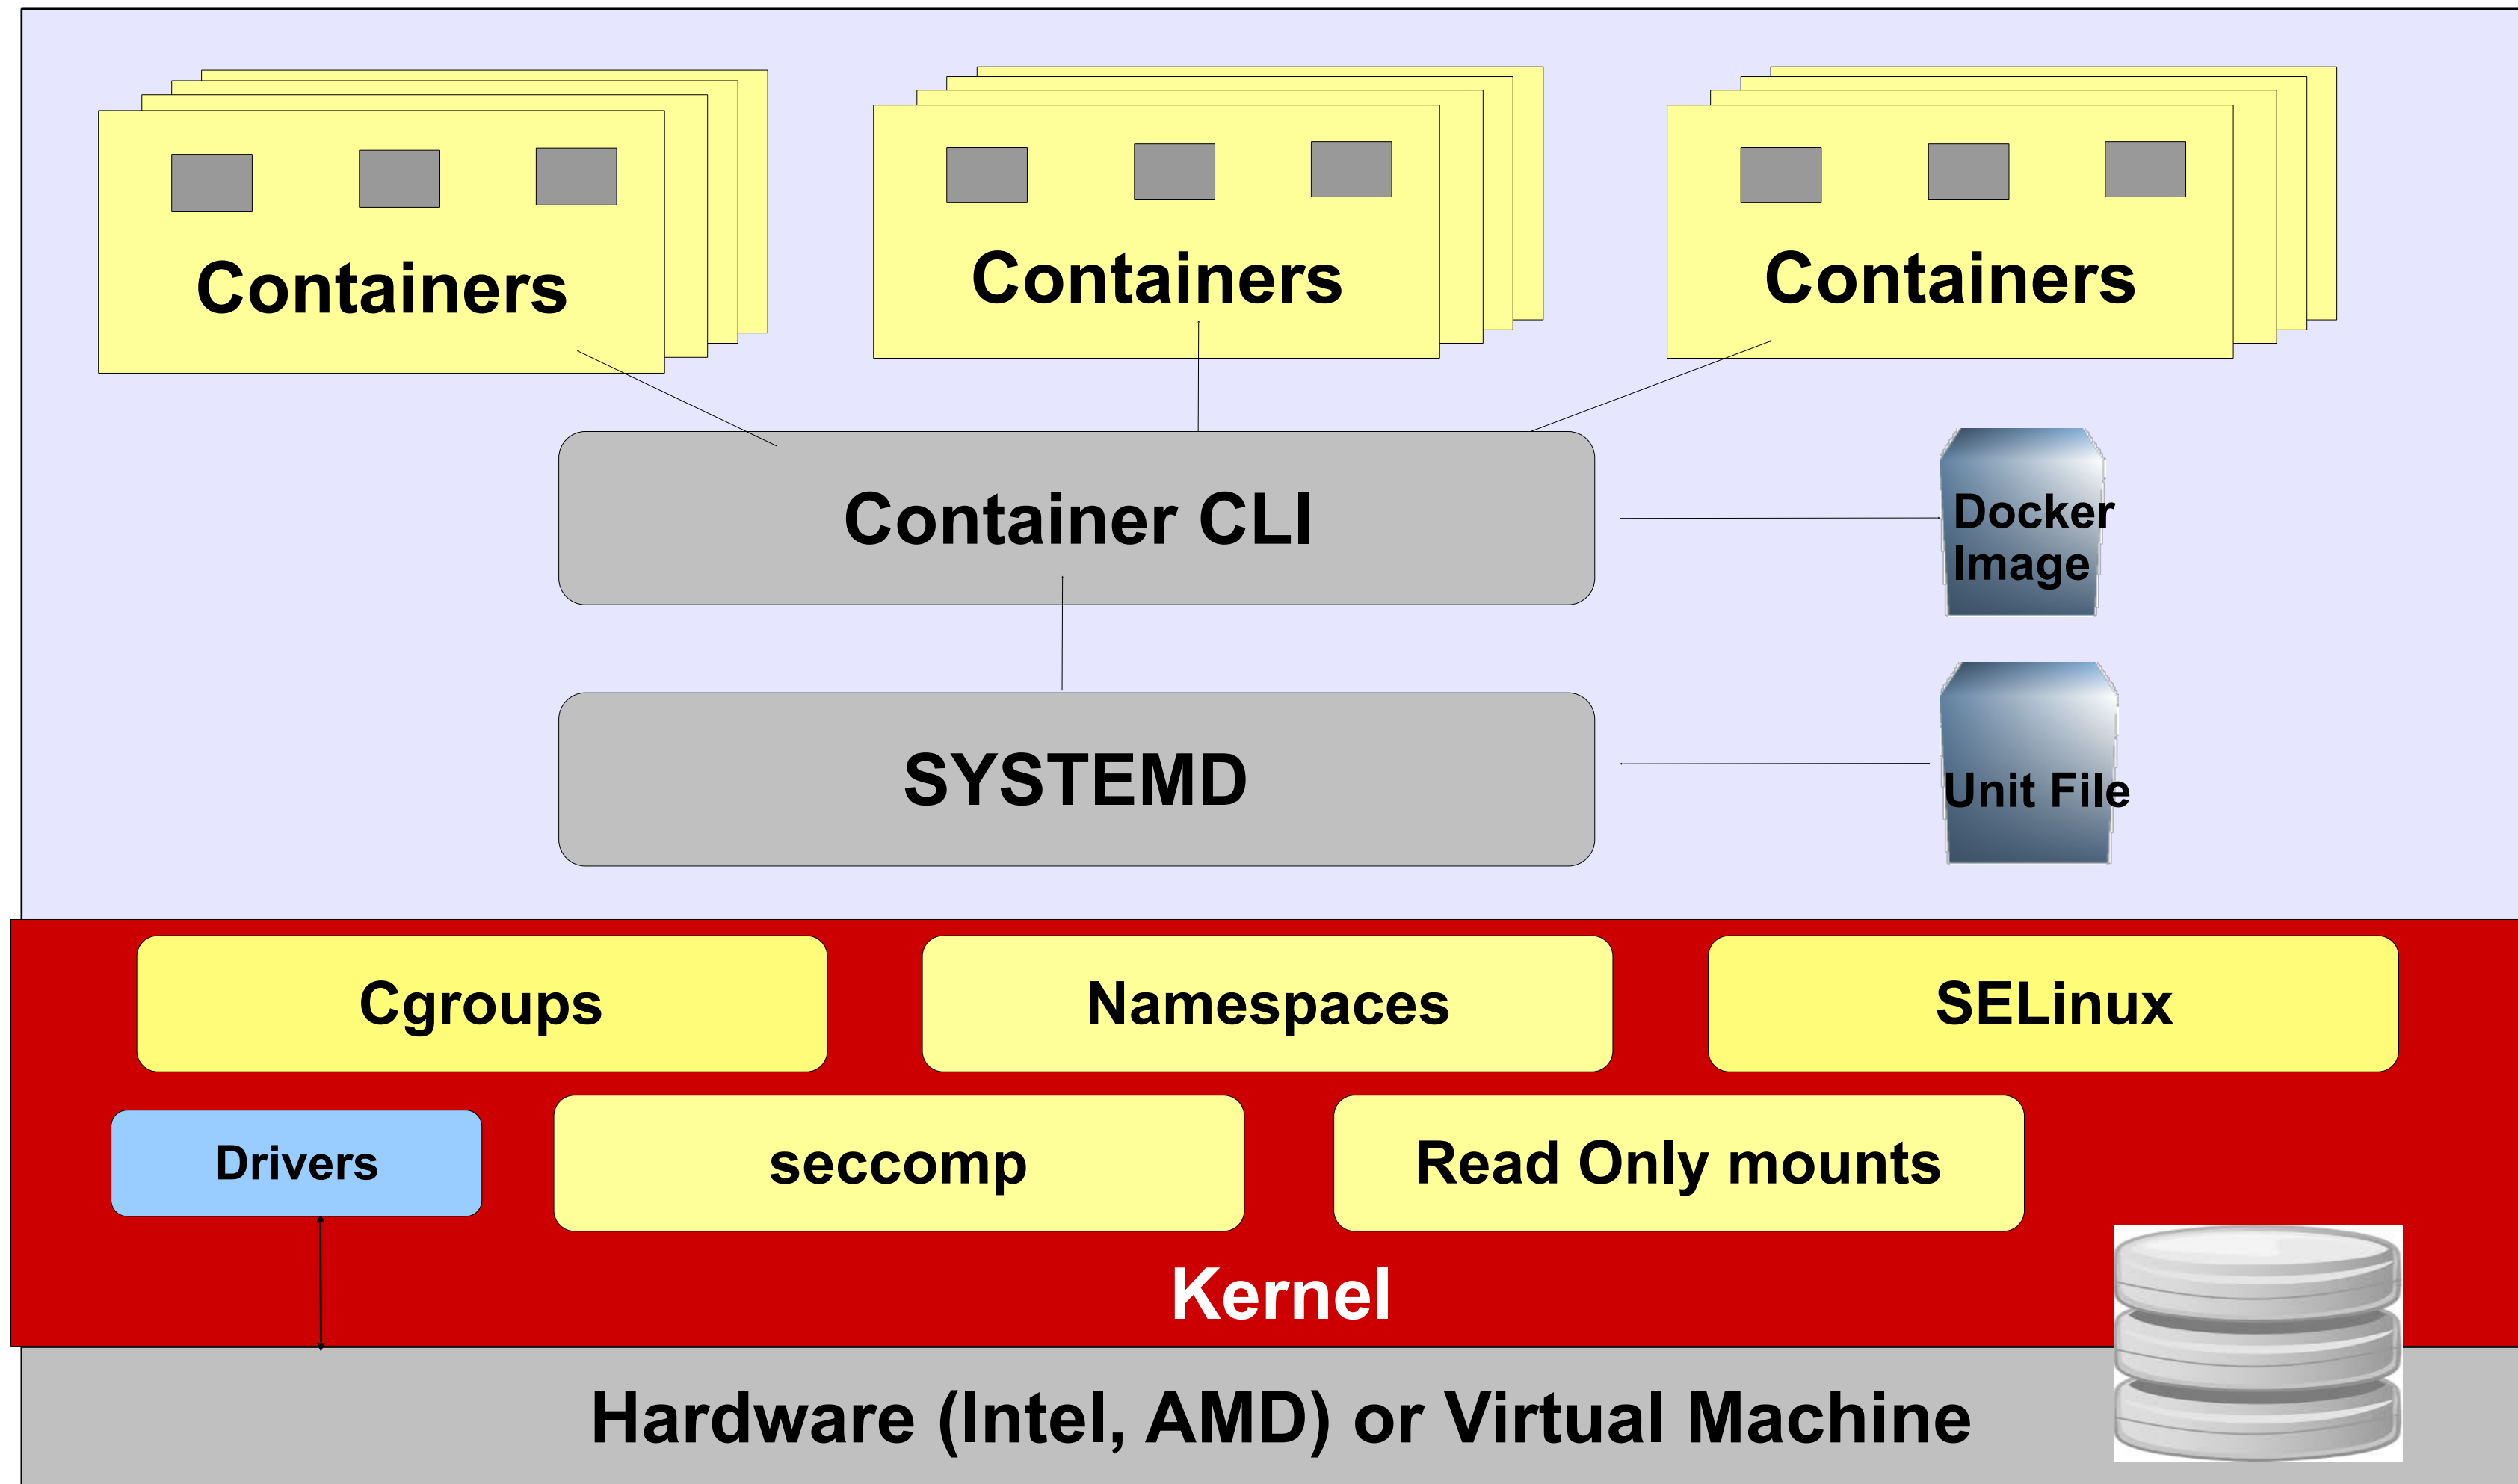 Containers
Containers
Containers
Container CLI
Docker
Image
SYSTEMD
Unit File
Cgroups
Namespaces
SELinux
Drivers
seccomp
Read Only mounts
Kernel
Hardware (Intel, AMD) or Virtual Machine